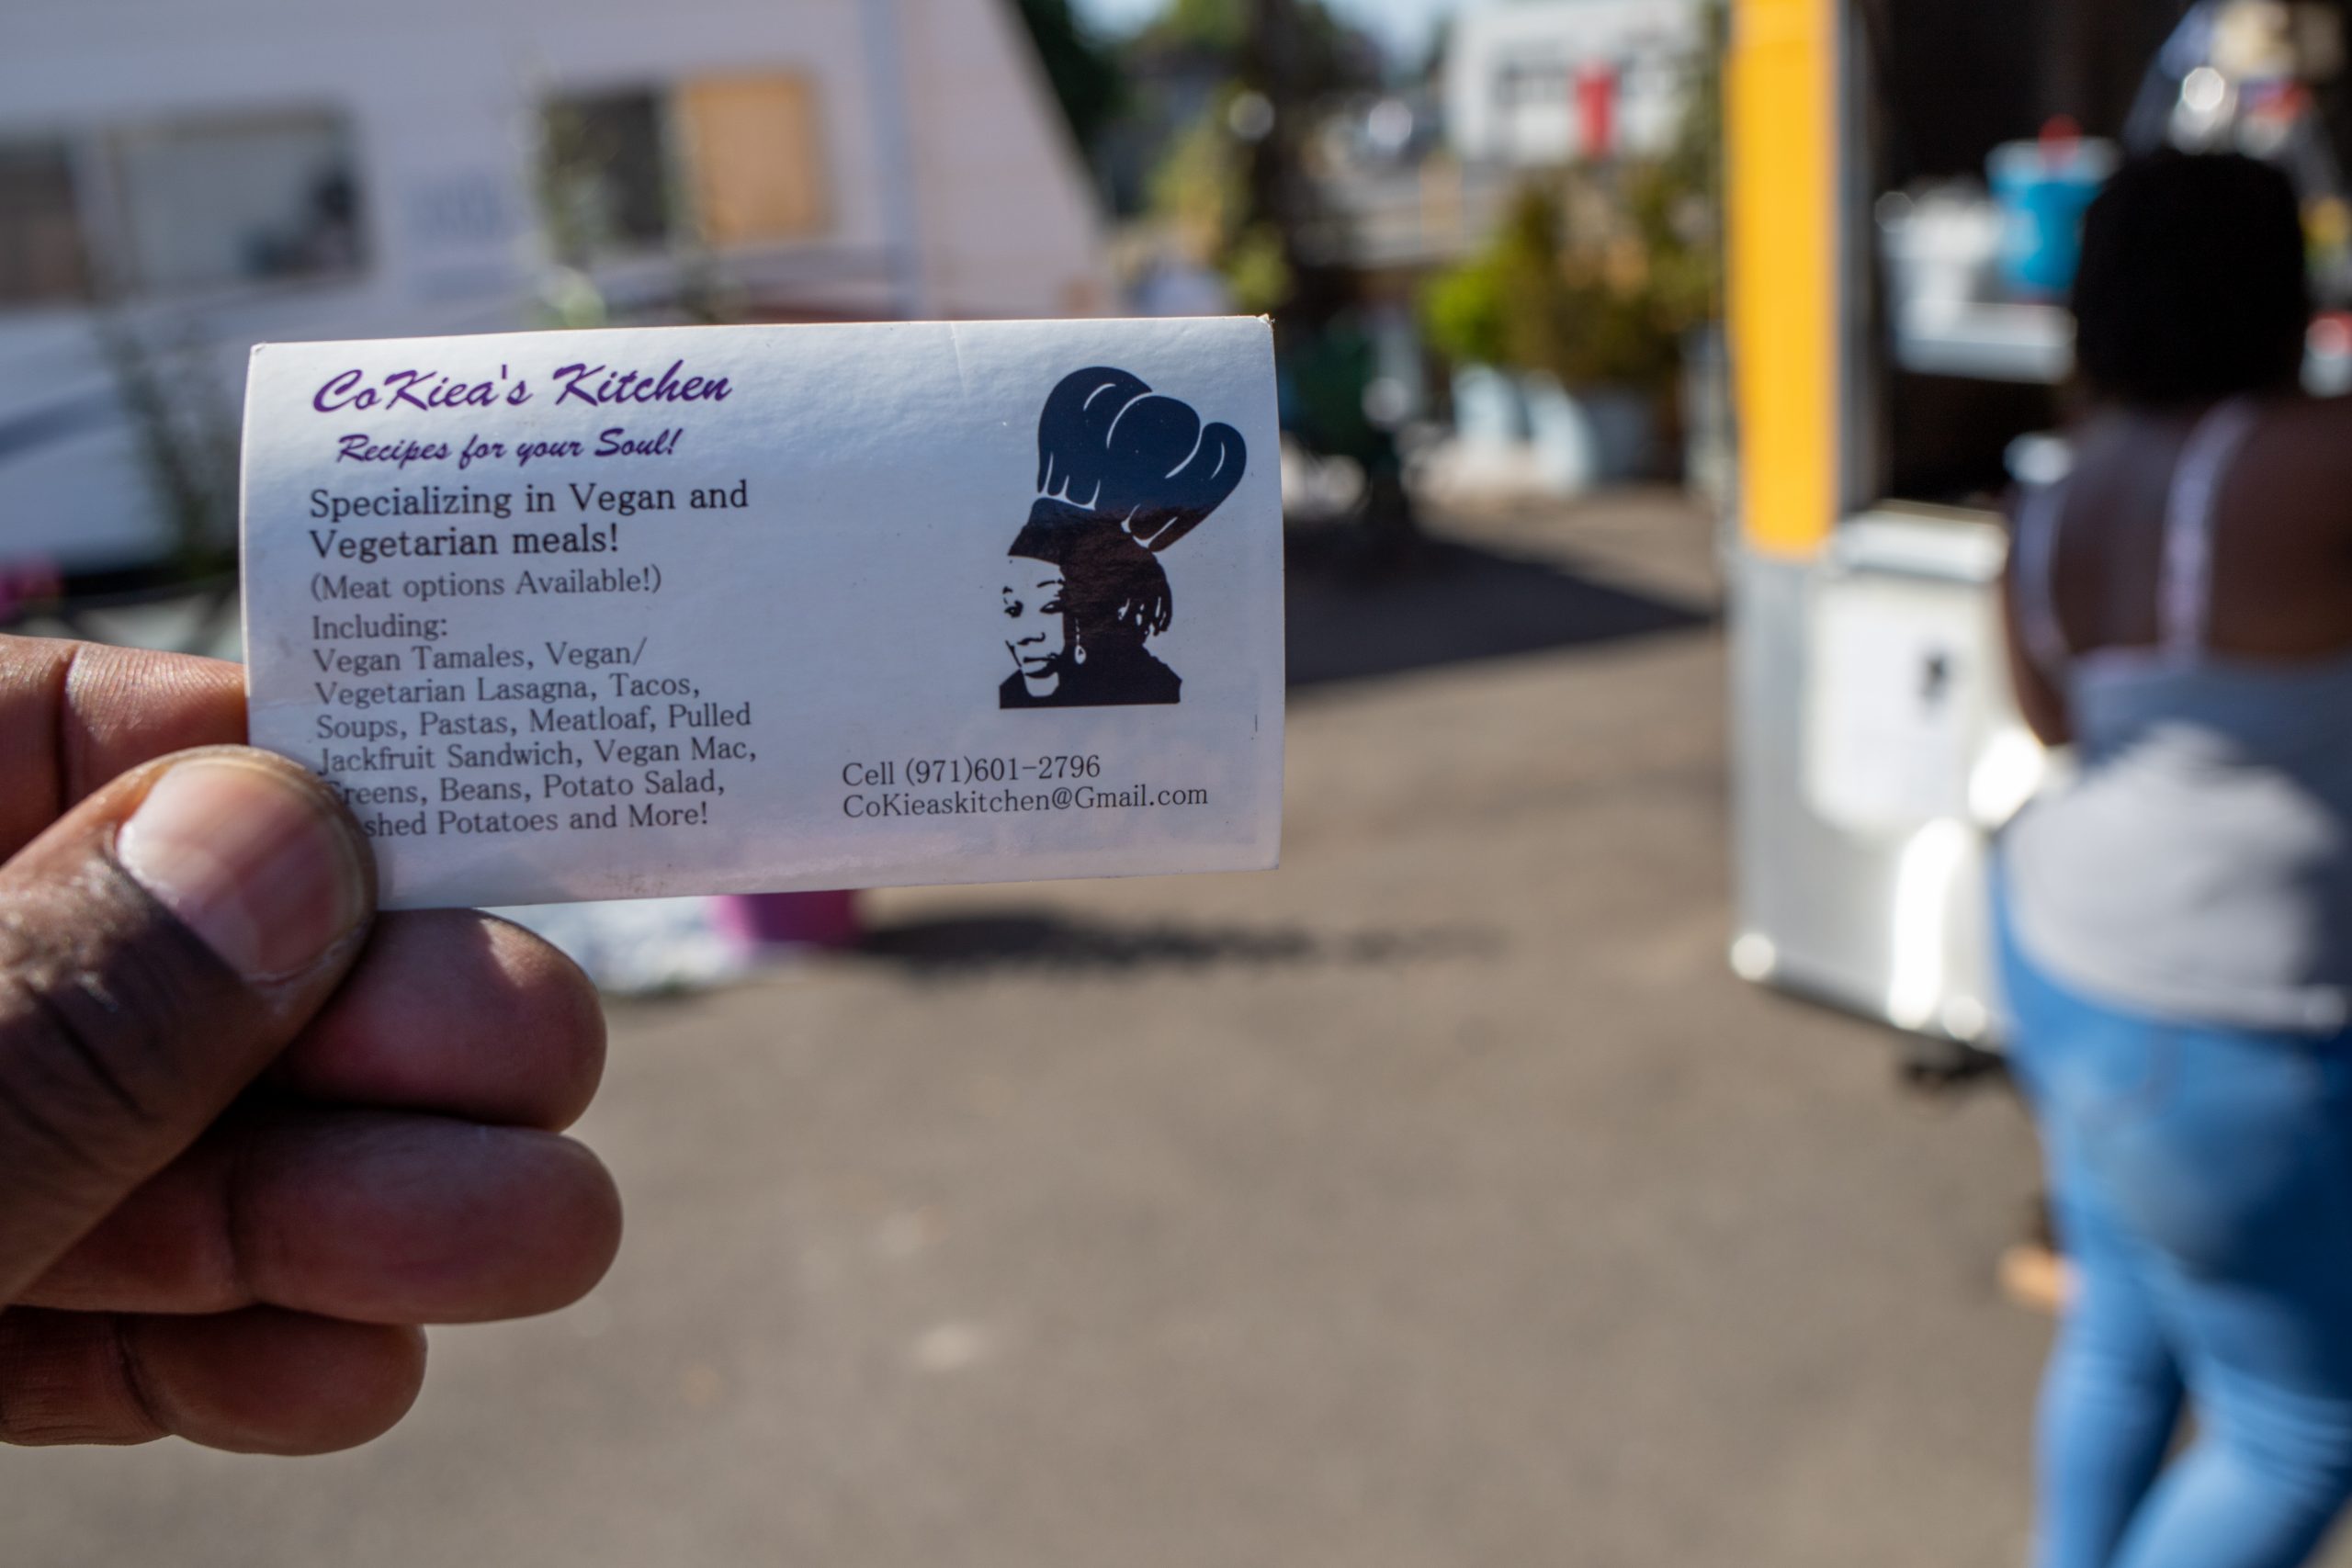 CoKiea's Kitchen
Recipes for your Soul!
Specializing in Vegan and
Vegetarian meals!
(Meat options Available!)
Including:
Vegan Tamales, Vegan/
Vegetarian Lasagna, Tacos,
Soups, Pastas, Meatloaf, Pulled
Jackfruit Sandwich, Vegan Mac,
Greens, Beans, Potato Salad,
shed Potatoes and More!
Cell (971)601-2796
CoKieaskitchen@Gmail.com